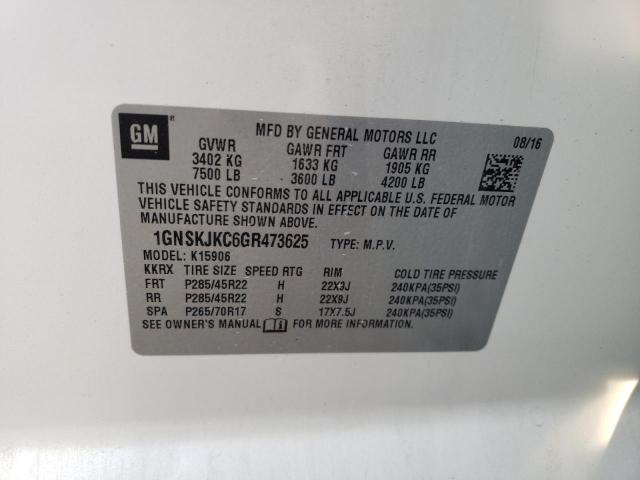 GM
MFD BY GENERAL MOTORS LLC 08/16
GVWR GAWR FRT GAWR RR
3402 KG 1633 KG 1905 KG
7500 LB 3600 LB 4200 LB
THIS VEHICLE CONFORMS TO ALL APPLICABLE U.S. FEDERAL MOTOR
VEHICLE SAFETY STANDARDS IN EFFECT ON THE DATE OF
MANUFACTURE SHOWN ABOVE.
1GNSKJKC6GR473625 TYPE: M.P.V.
MODEL: K15906
KKRX TIRE SIZE SPEED RTG RIM COLD TIRE PRESSURE
FRT P285/45R22 H 22X9J 240KPA(35PSI)
RR P285/45R22 H 22X9J 240KPA(35PSI)
SPA P265/70R17 S 17X7.5J 240KPA(35PSI)
SEE OWNER'S MANUAL FOR MORE INFORMATION.